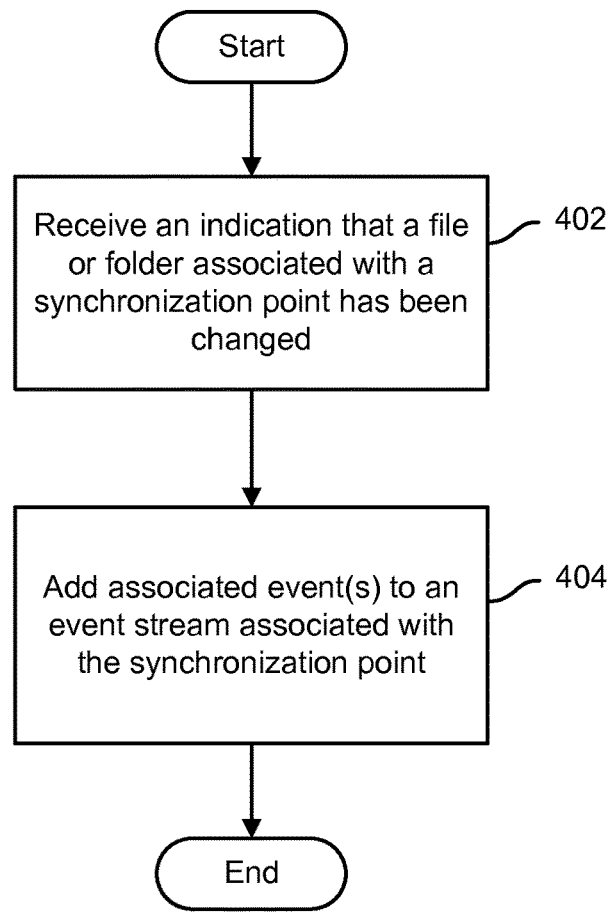 Start
Receive an indication that a file
or folder associated with a
synchronization point has been
changed
402
Add associated event(s) to an
event stream associated with
the synchronization point
404
End